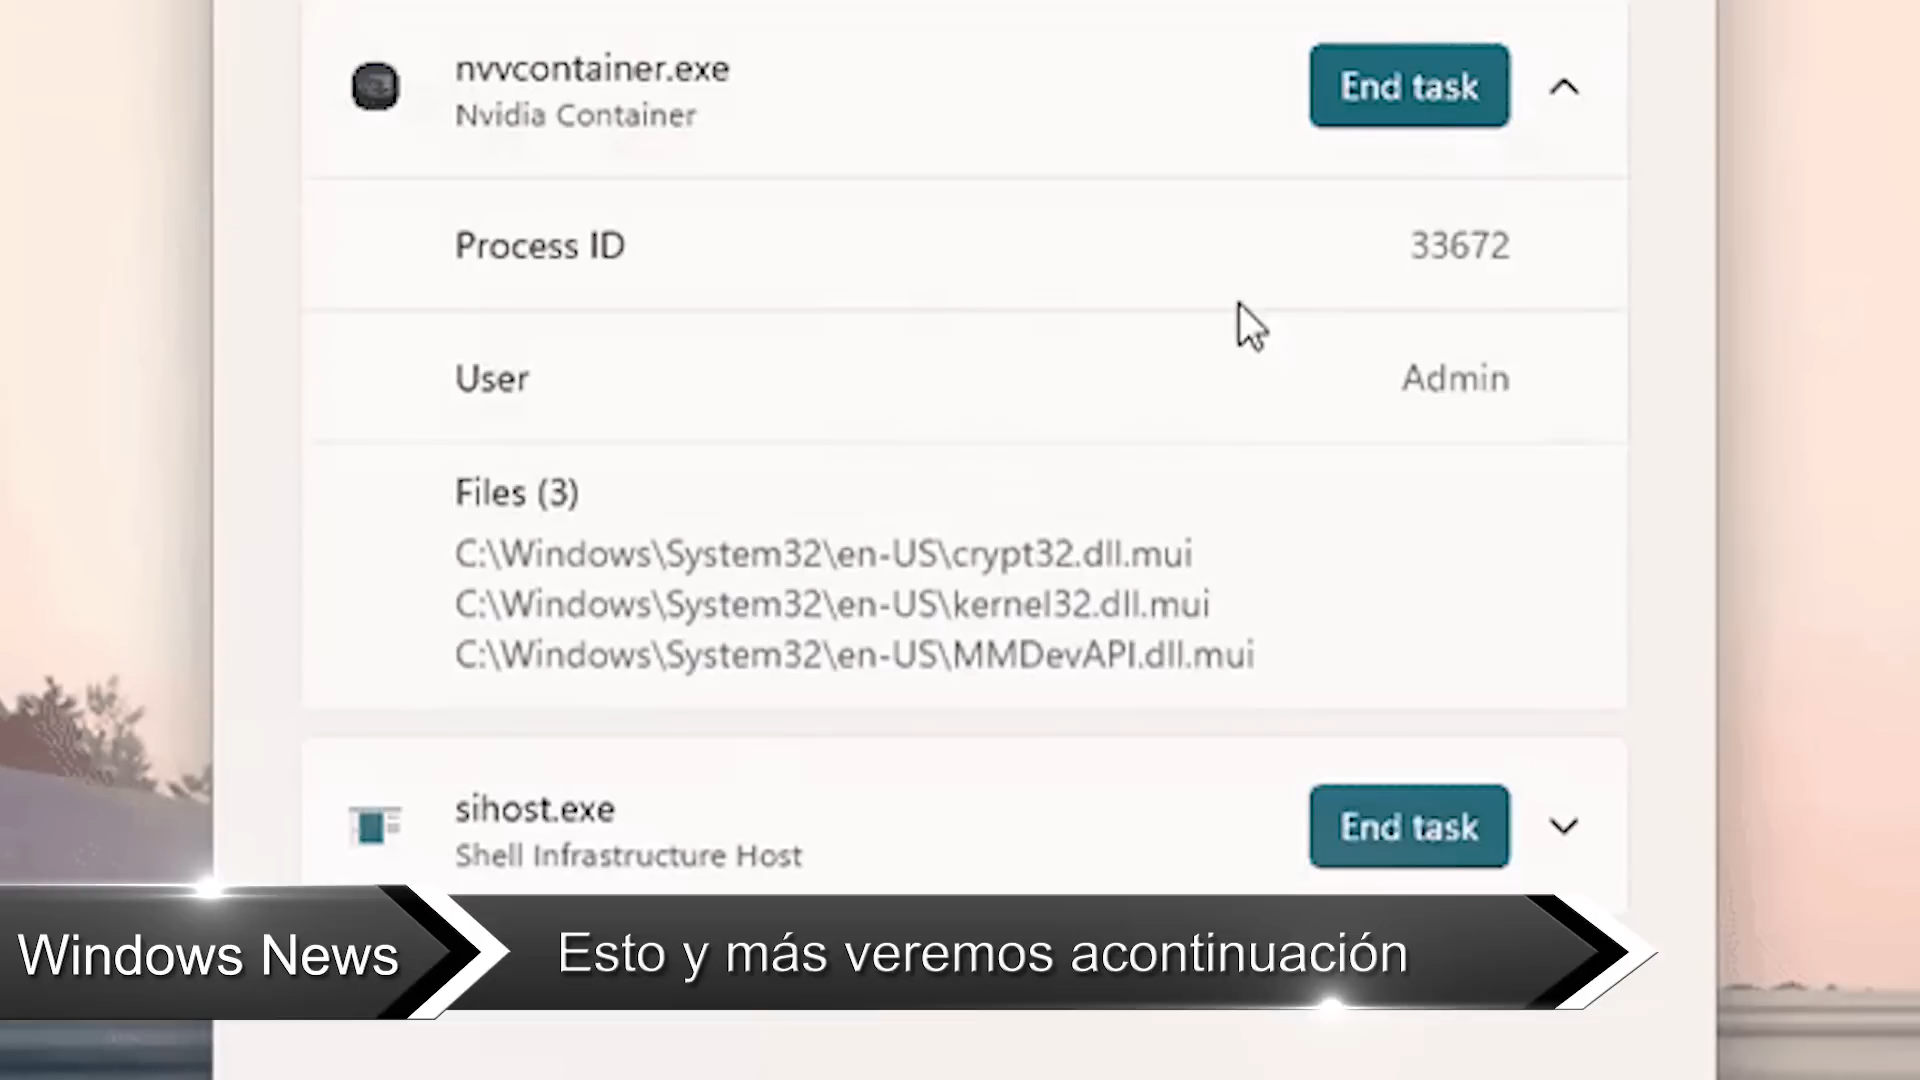 nvvcontainer.exe
End task
Nvidia Container
Process ID
33672
User
Admin
Files (3)
C:\Windows\System32\en-US\crypt32.dll.mui
C:\Windows\System32\en-US\kernel32.dll.mui
C:\Windows\System32\en-US\MMDevAPI.dll.mui
sihost.exe
End task
Shell Infrastructure Host
Windows News
Esto y más veremos acontinuación